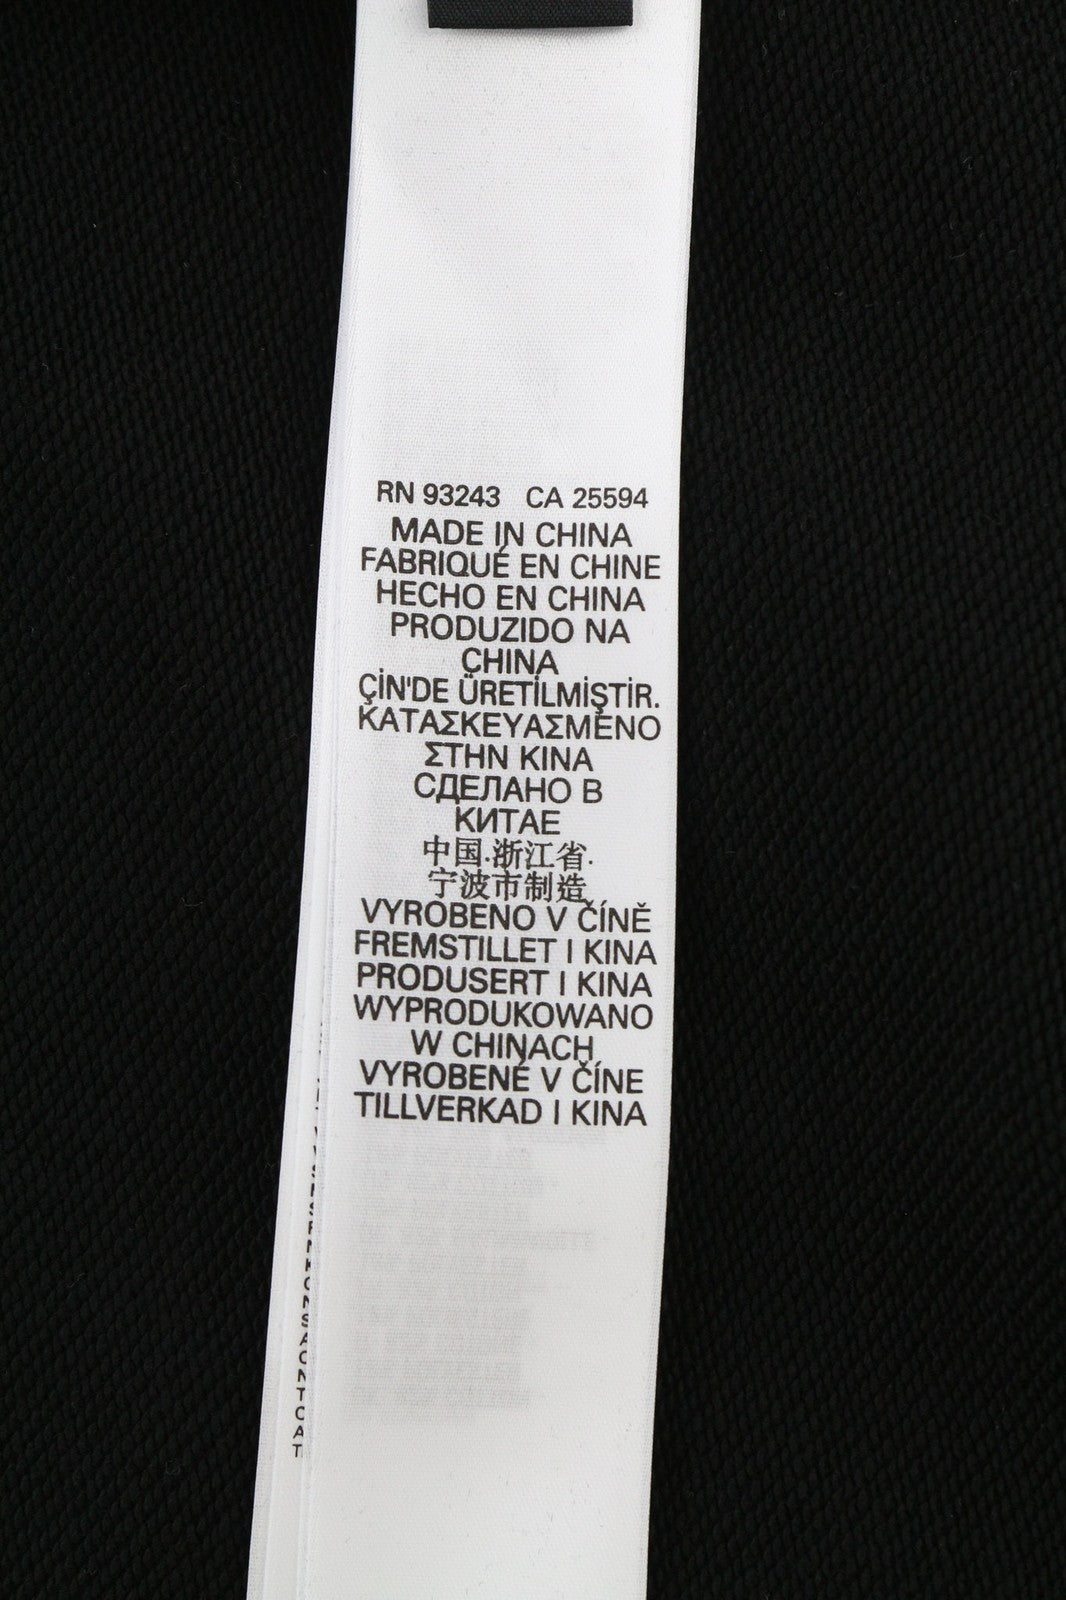 RN 93243 CA 25594
MADE IN CHINA
FABRIQUÉ EN CHINE
HECHO EN CHINA
PRODUZIDO NA
CHINA
ÇİN'DE ÜRETİLMİŞTİR.
ΚΑΤΑΣΚΕΥΑΣΜΕΝΟ
ΣΤΗΝ ΚΙΝΑ
СДЕЛАНО В
КИТАЕ
中国.浙江省.
宁波市制造
VYROBENO V ČÍNĚ
FREMSTILLET I KINA
PRODUSERT I KINA
WYPRODUKOWANO
W CHINACH
VYROBENÉ V ČÍNE
TILLVERKAD I KINA